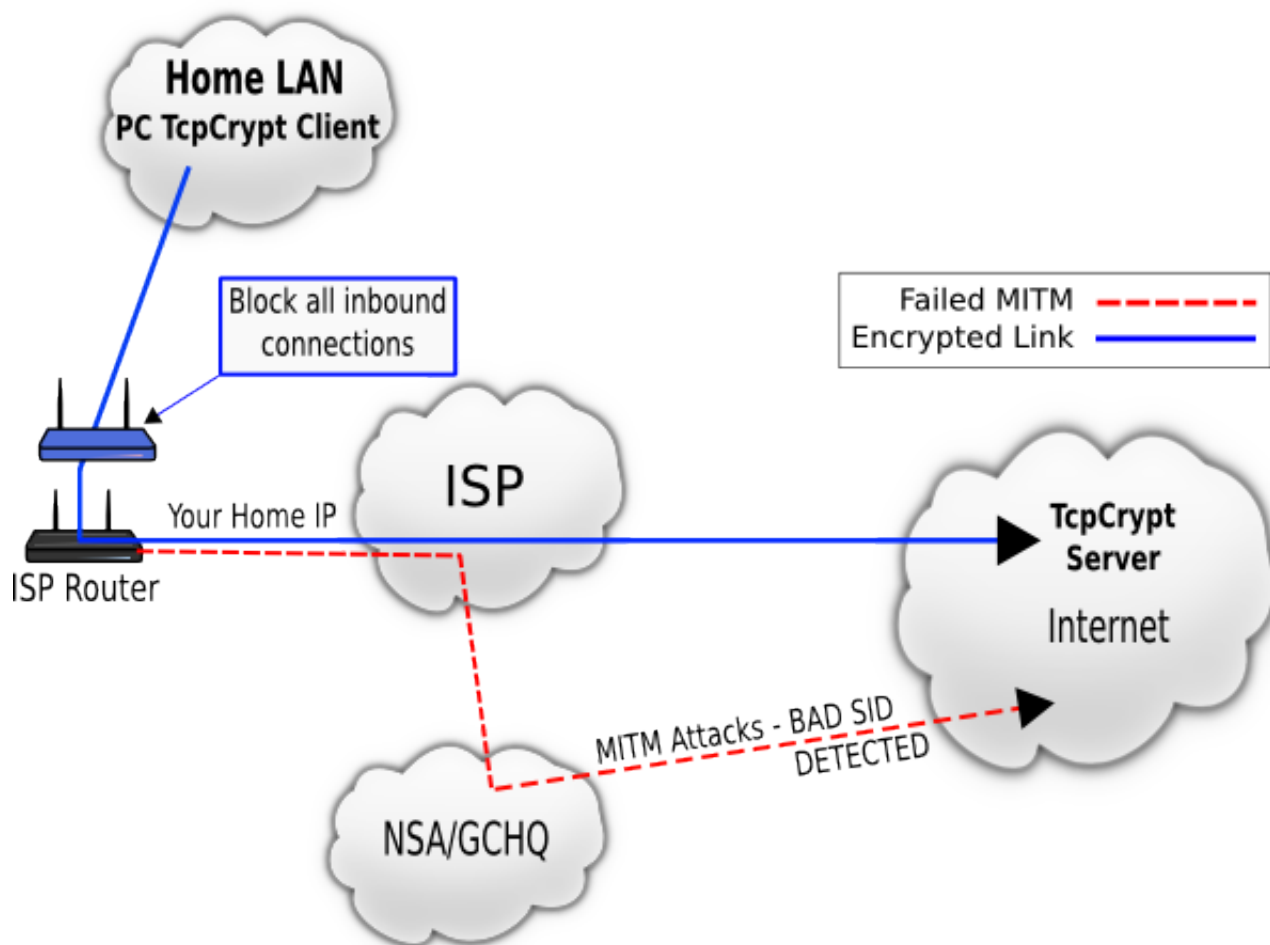 Home LAN
PC TcpCrypt Client
Block all inbound
connections
Failed MITM
Encrypted Link
ISP
Your Home IP
ISP Router
TcpCrypt
Server
Internet
MITM Attacks - BAD SID
DETECTED
NSA/GCHQ